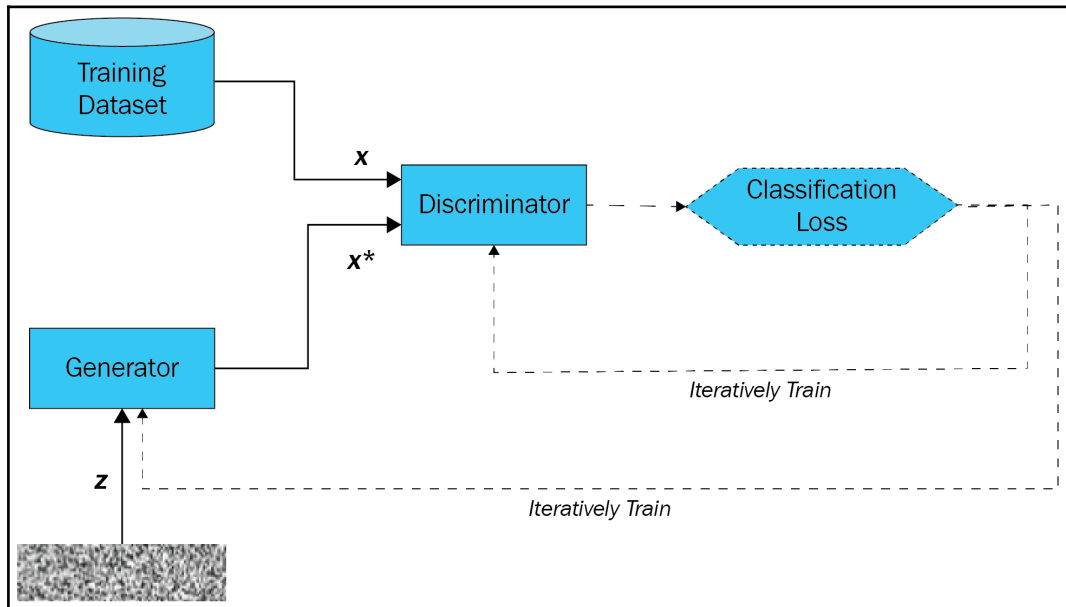 Training
Dataset
x
Discriminator
Classification
Loss
x*
Generator
Iteratively Train
z
Iteratively Train